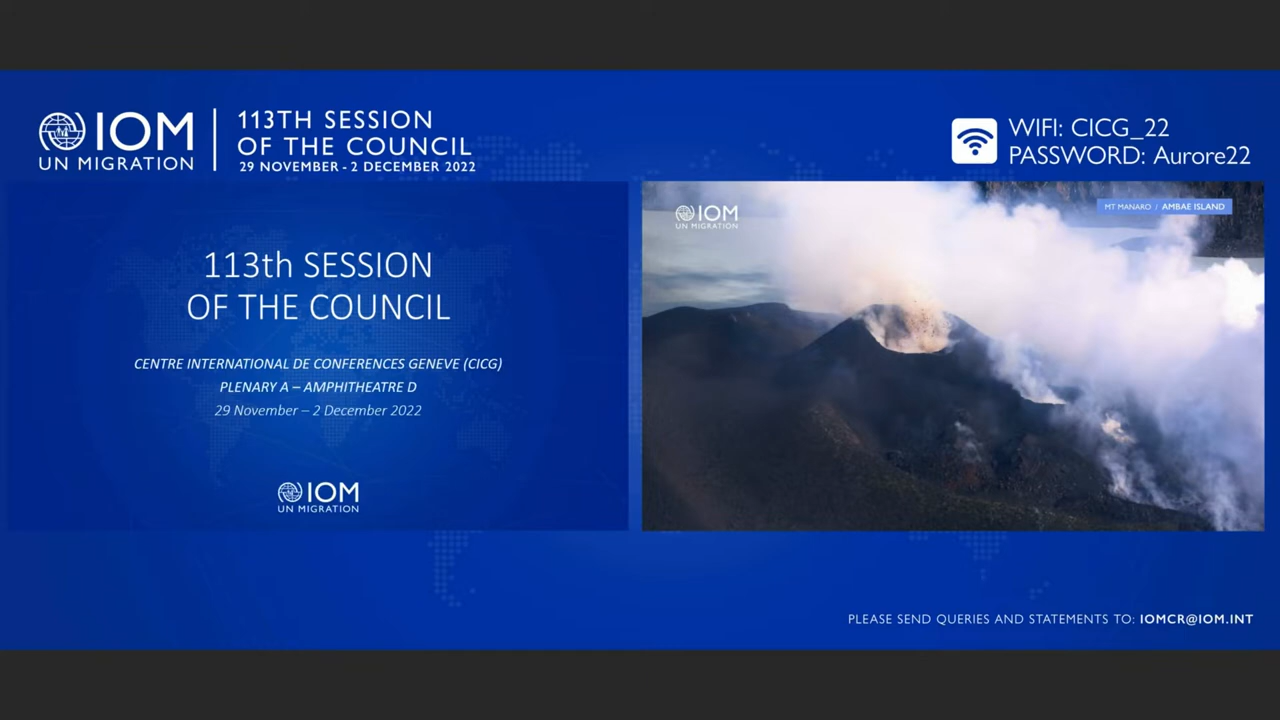 IOM
UN MIGRATION
113TH SESSION
OF THE COUNCIL
29 NOVEMBER - 2 DECEMBER 2022
WIFI: CICG_22
PASSWORD: Aurore22
113th SESSION
OF THE COUNCIL
CENTRE INTERNATIONAL DE CONFERENCES GENEVE (CICG)
PLENARY A – AMPHITHEATRE D
29 November – 2 December 2022
IOM
UN MIGRATION
IOM
UN MIGRATION
MT MANARO / AMBAE ISLAND
PLEASE SEND QUERIES AND STATEMENTS TO: IOMCR@IOM.INT